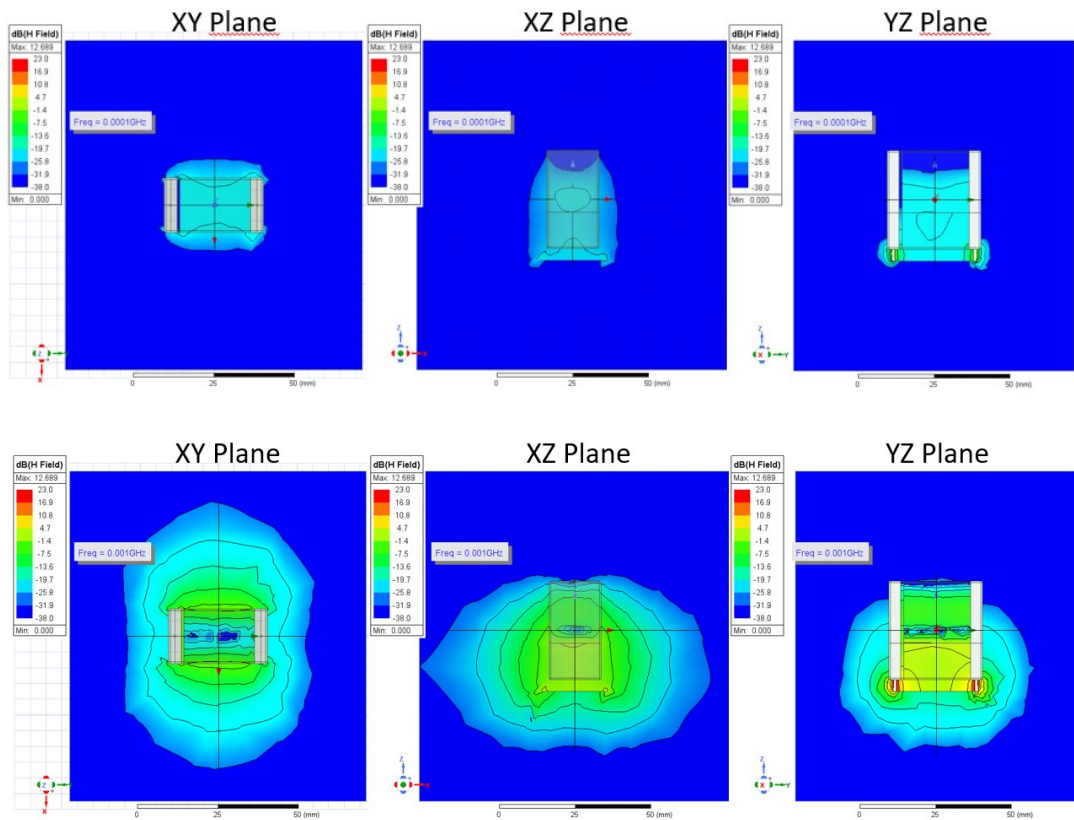 XY Plane
XZ Plane
YZ Plane
dB(H Field)
Max: 12.689
23.0
16.9
10.8
4.7
-1.4
-7.5
-13.6
-19.7
-25.8
-31.9
-38.0
Min: 0.000
Freq = 0.0001GHz
Z
X
0
25
50 (mm)
dB(H Field)
Max: 12.689
23.0
16.9
10.8
4.7
-1.4
-7.5
-13.6
-19.7
-25.8
-31.9
-38.0
Min: 0.000
Freq = 0.0001GHz
Z
X
0
25
50 (mm)
dB(H Field)
Max: 12.689
23.0
16.9
10.8
4.7
-1.4
-7.5
-13.6
-19.7
-25.8
-31.9
-38.0
Min: 0.000
Freq = 0.0001GHz
Z
X
Y
0
25
50 (mm)
XY Plane
XZ Plane
YZ Plane
dB(H Field)
Max: 12.689
23.0
16.9
10.8
4.7
-1.4
-7.5
-13.6
-19.7
-25.8
-31.9
-38.0
Min: 0.000
Freq = 0.001GHz
Z
X
0
25
50 (mm)
dB(H Field)
Max: 12.689
23.0
16.9
10.8
4.7
-1.4
-7.5
-13.6
-19.7
-25.8
-31.9
-38.0
Min: 0.000
Freq = 0.001GHz
Z
X
0
25
50 (mm)
dB(H Field)
Max: 12.689
23.0
16.9
10.8
4.7
-1.4
-7.5
-13.6
-19.7
-25.8
-31.9
-38.0
Min: 0.000
Freq = 0.001GHz
Z
X
Y
0
25
50 (mm)